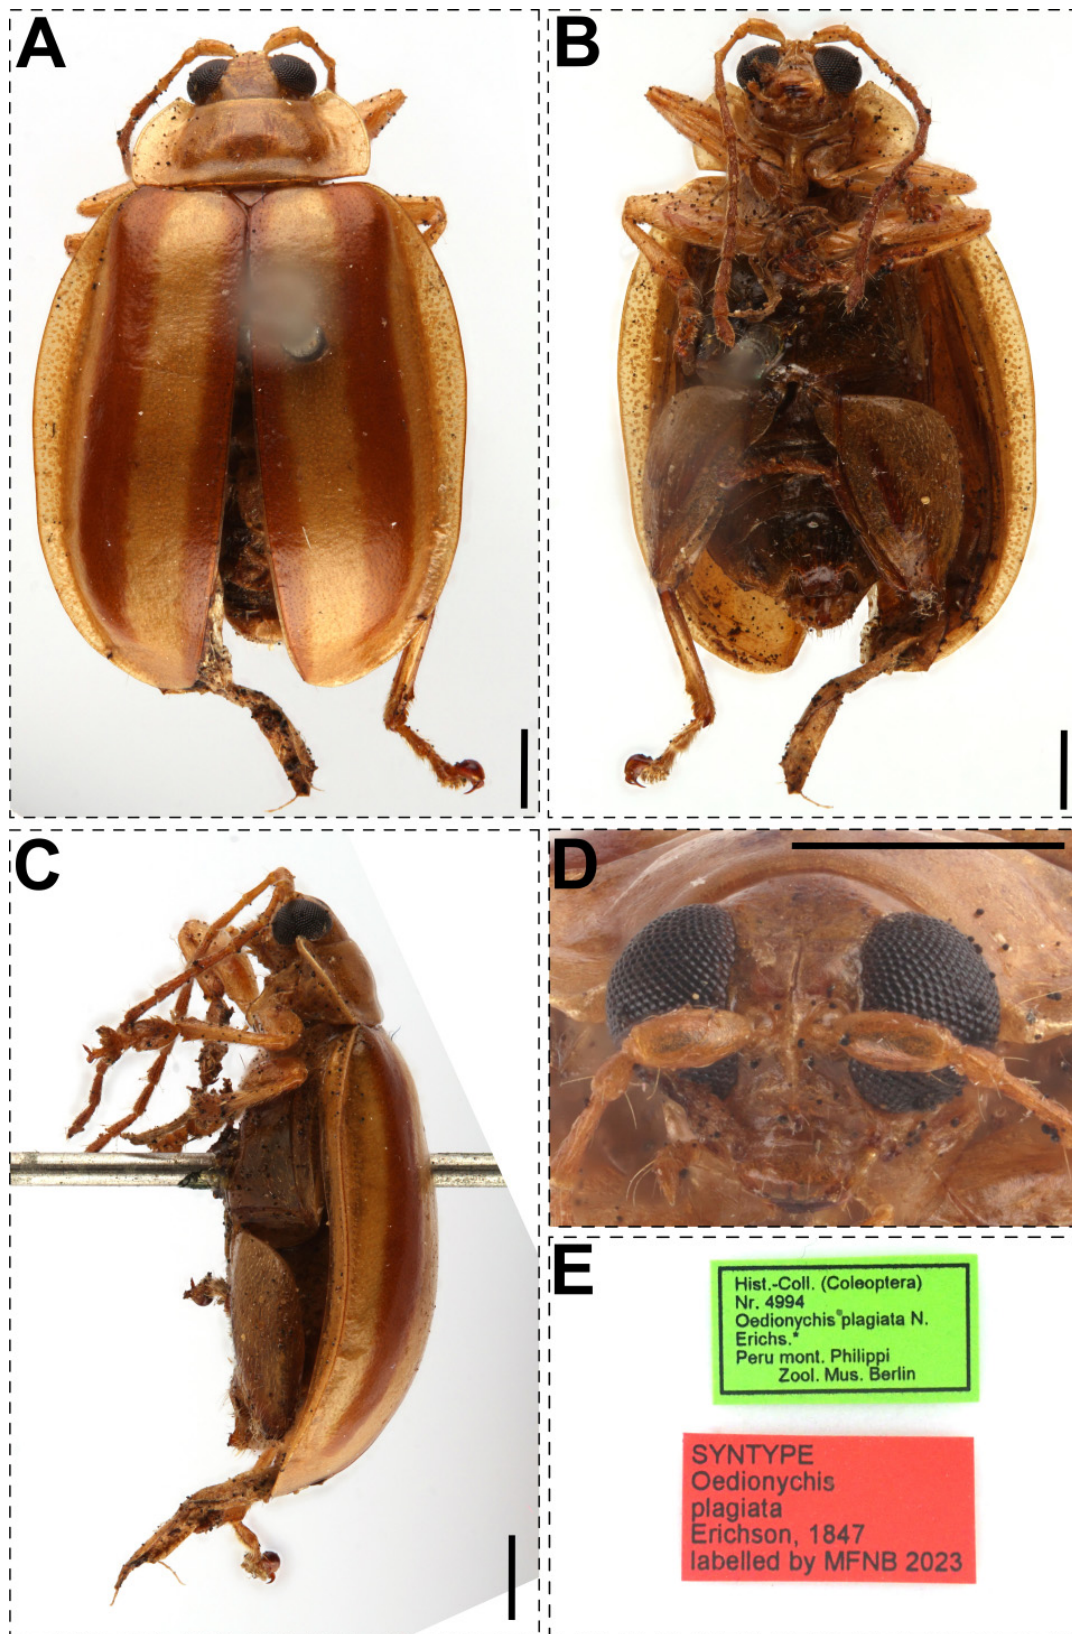 A
B
C
D
E
Hist.-Coll. (Coleoptera)
Nr. 4994
Oedionychis*plagiata N.
Erichs.*
Peru mont. Philippi
Zool. Mus. Berlin
SYNTYPE
Oedionychis
plagiata
Erichson, 1847
labelled by MFNB 2023